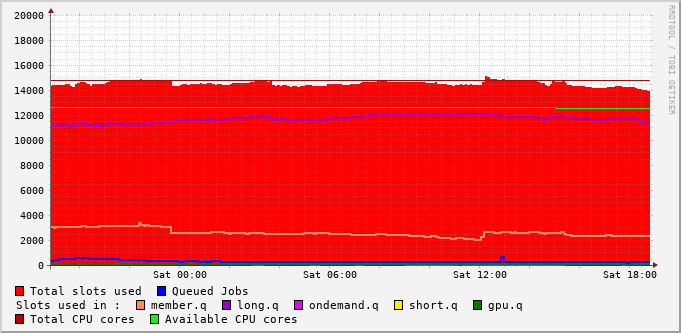 RRDTOOL / TOBI OETIKER
20000
18000
16000
14000
12000
10000
8000
6000
4000
2000
0
Sat 00:00 Sat 06:00 Sat 12:00 Sat 18:00
Total slots used Queued Jobs
Slots used in : member.q long.q ondemand.q short.q gpu.q
Total CPU cores Available CPU cores